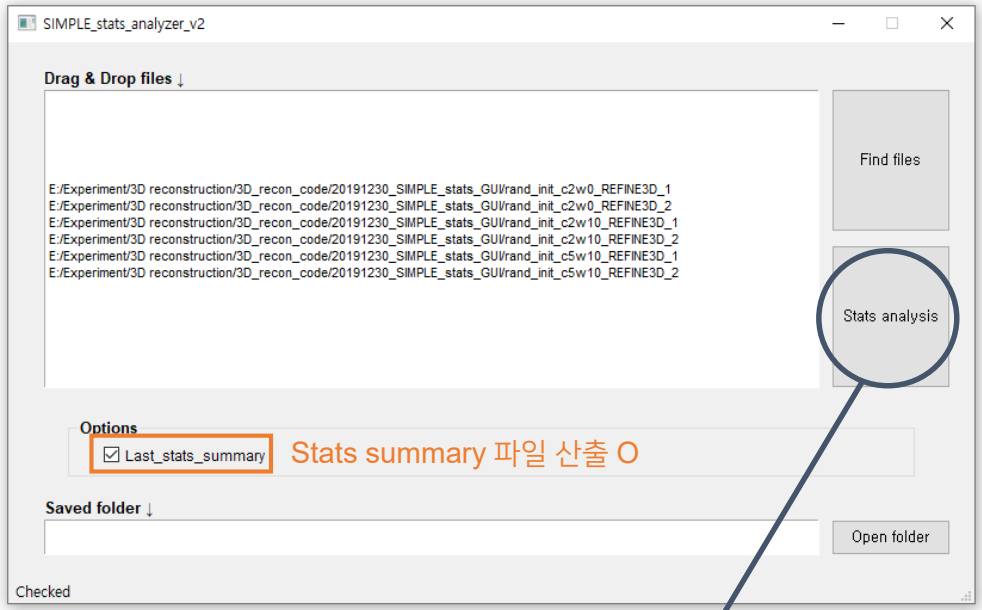 SIMPLE_stats_analyzer_v2
Drag & Drop files ↓
E:/Experiment/3D reconstruction/3D_recon_code/20191230_SIMPLE_stats_GUI/rand_init_c2w0_REFINE3D_1
E:/Experiment/3D reconstruction/3D_recon_code/20191230_SIMPLE_stats_GUI/rand_init_c2w0_REFINE3D_2
E:/Experiment/3D reconstruction/3D_recon_code/20191230_SIMPLE_stats_GUI/rand_init_c2w10_REFINE3D_1
E:/Experiment/3D reconstruction/3D_recon_code/20191230_SIMPLE_stats_GUI/rand_init_c2w10_REFINE3D_2
E:/Experiment/3D reconstruction/3D_recon_code/20191230_SIMPLE_stats_GUI/rand_init_c5w10_REFINE3D_1
E:/Experiment/3D reconstruction/3D_recon_code/20191230_SIMPLE_stats_GUI/rand_init_c5w10_REFINE3D_2
Find files
Stats analysis
Options
Last_stats_summary
Stats summary 파일 산출 O
Saved folder ↓
Open folder
Checked